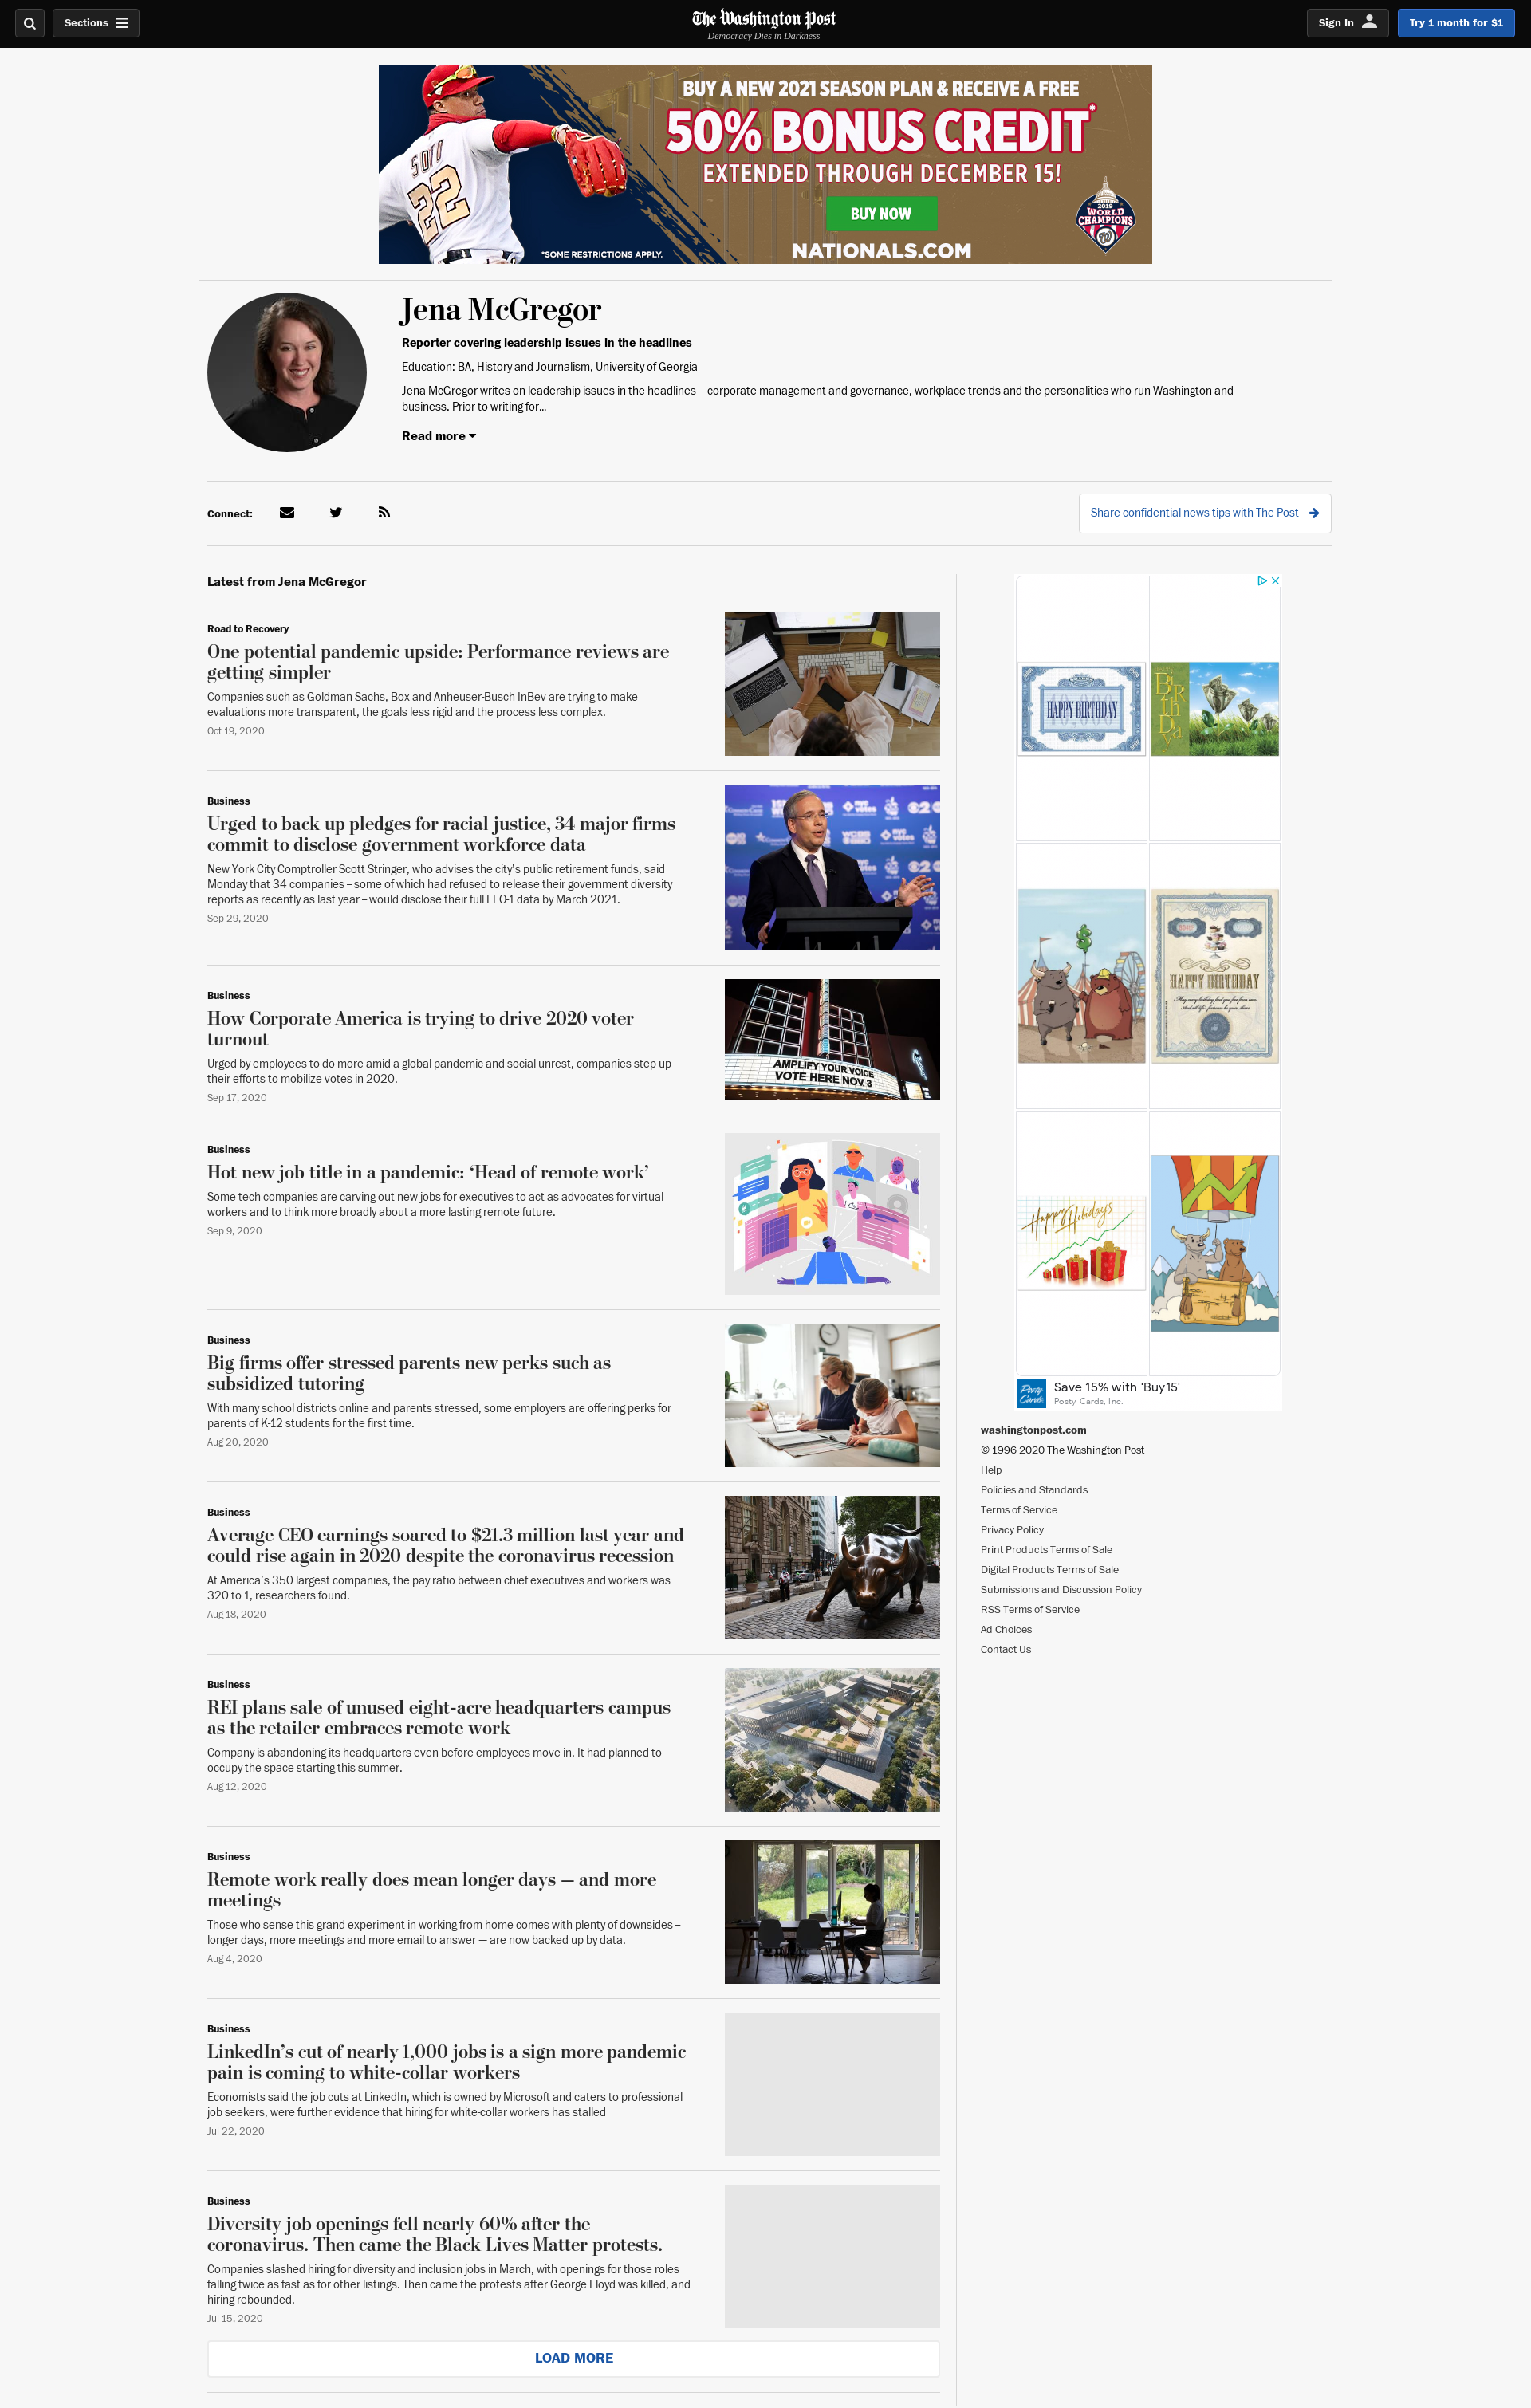 Sections
The Washington Post
Democracy Dies in Darkness
Sign In
Try 1 month for $1
BUY A NEW 2021 SEASON PLAN & RECEIVE A FREE
50% BONUS CREDIT*
EXTENDED THROUGH DECEMBER 15!
BUY NOW
SOTO
22
2019
WORLD
CHAMPIONS
W
*SOME RESTRICTIONS APPLY.
NATIONALS.COM
Jena McGregor
Reporter covering leadership issues in the headlines
Education: BA, History and Journalism, University of Georgia
Jena McGregor writes on leadership issues in the headlines – corporate management and governance, workplace trends and the personalities who run Washington and
business. Prior to writing for...
Read more
Connect:
Share confidential news tips with The Post
Latest from Jena McGregor
Road to Recovery
One potential pandemic upside: Performance reviews are
getting simpler
Companies such as Goldman Sachs, Box and Anheuser-Busch InBev are trying to make
evaluations more transparent, the goals less rigid and the process less complex.
Oct 19, 2020
Business
Urged to back up pledges for racial justice, 34 major firms
commit to disclose government workforce data
New York City Comptroller Scott Stringer, who advises the city's public retirement funds, said
Monday that 34 companies – some of which had refused to release their government diversity
reports as recently as last year – would disclose their full EEO-1 data by March 2021.
Sep 29, 2020
Business
How Corporate America is trying to drive 2020 voter
turnout
Urged by employees to do more amid a global pandemic and social unrest, companies step up
their efforts to mobilize votes in 2020.
Sep 17, 2020
AMPLIFY YOUR VOICE
VOTE HERE NOV. 3
Business
Hot new job title in a pandemic: ‘Head of remote work’
Some tech companies are carving out new jobs for executives to act as advocates for virtual
workers and to think more broadly about a more lasting remote future.
Sep 9, 2020
Business
Big firms offer stressed parents new perks such as
subsidized tutoring
With many school districts online and parents stressed, some employers are offering perks for
parents of K-12 students for the first time.
Aug 20, 2020
Business
Average CEO earnings soared to $21.3 million last year and
could rise again in 2020 despite the coronavirus recession
At America's 350 largest companies, the pay ratio between chief executives and workers was
320 to 1, researchers found.
Aug 18, 2020
Business
REI plans sale of unused eight-acre headquarters campus
as the retailer embraces remote work
Company is abandoning its headquarters even before employees move in. It had planned to
occupy the space starting this summer.
Aug 12, 2020
Business
Remote work really does mean longer days — and more
meetings
Those who sense this grand experiment in working from home comes with plenty of downsides –
longer days, more meetings and more email to answer — are now backed up by data.
Aug 4, 2020
Business
LinkedIn’s cut of nearly 1,000 jobs is a sign more pandemic
pain is coming to white-collar workers
Economists said the job cuts at LinkedIn, which is owned by Microsoft and caters to professional
job seekers, were further evidence that hiring for white-collar workers has stalled
Jul 22, 2020
Business
Diversity job openings fell nearly 60% after the
coronavirus. Then came the Black Lives Matter protests.
Companies slashed hiring for diversity and inclusion jobs in March, with openings for those roles
falling twice as fast as for other listings. Then came the protests after George Floyd was killed, and
hiring rebounded.
Jul 15, 2020
LOAD MORE
HAPPY BIRTHDAY
BiRthDay
HAPPY BIRTHDAY
Happy Holidays
Posty Cards
Save 15% with 'Buy15'
Posty Cards, Inc.
washingtonpost.com
© 1996-2020 The Washington Post
Help
Policies and Standards
Terms of Service
Privacy Policy
Print Products Terms of Sale
Digital Products Terms of Sale
Submissions and Discussion Policy
RSS Terms of Service
Ad Choices
Contact Us